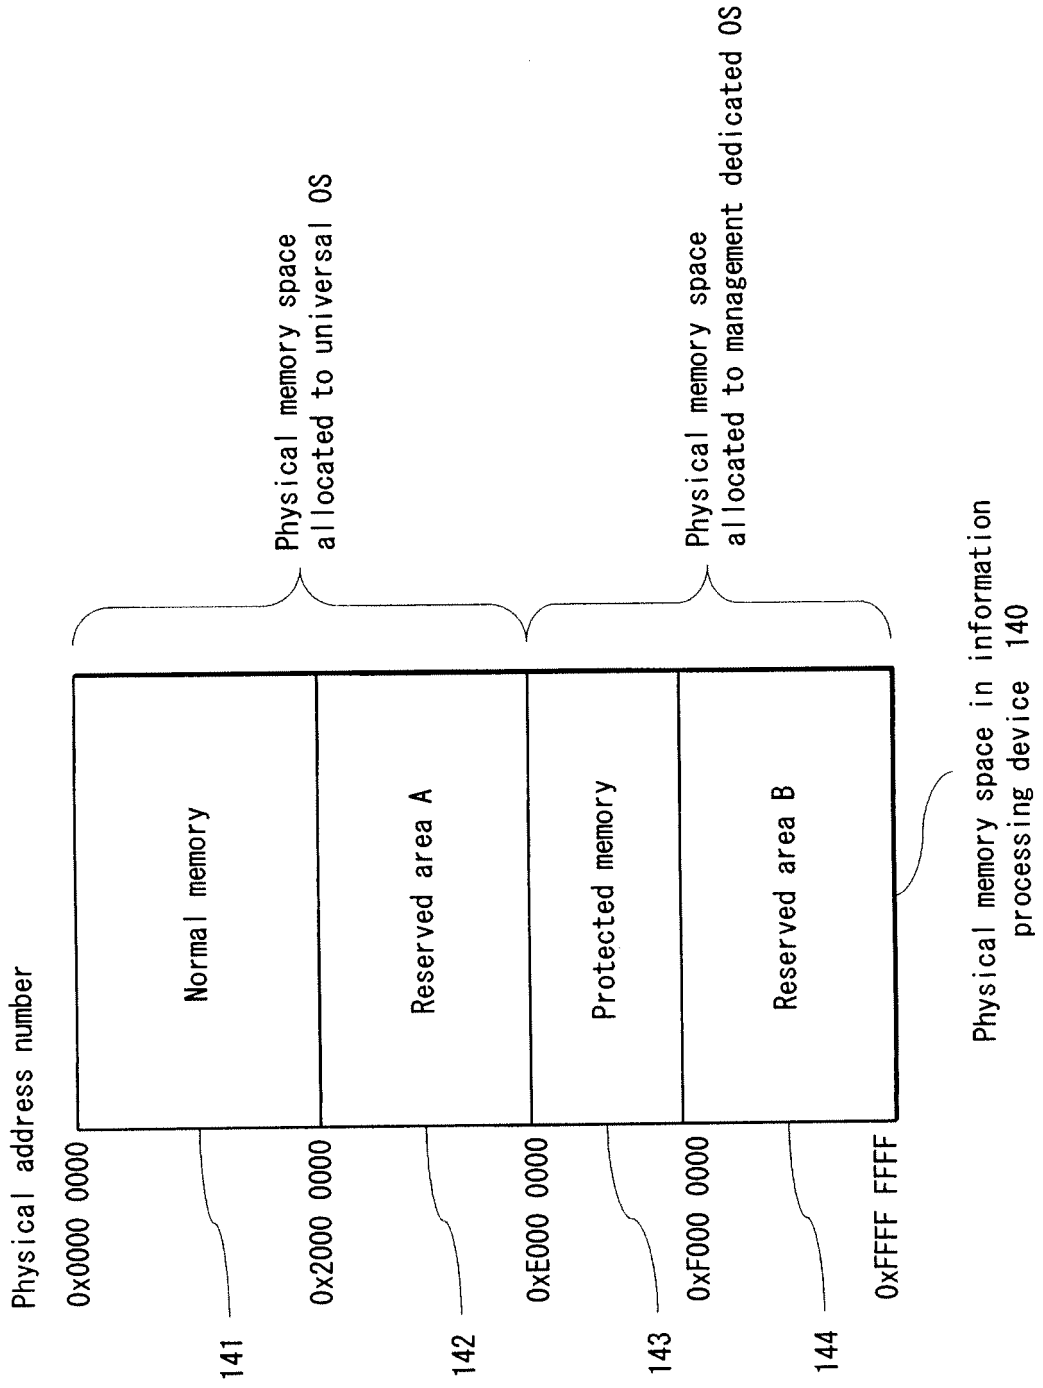 Physical address number
0x0000 0000
141
Normal memory
Physical memory space
allocated to universal OS
0x2000 0000
142
Reserved area A
0xE000 0000
143
Protected memory
Physical memory space
allocated to management dedicated OS
0xF000 0000
144
Reserved area B
0xFFFF FFFF
Physical memory space in information
processing device 140